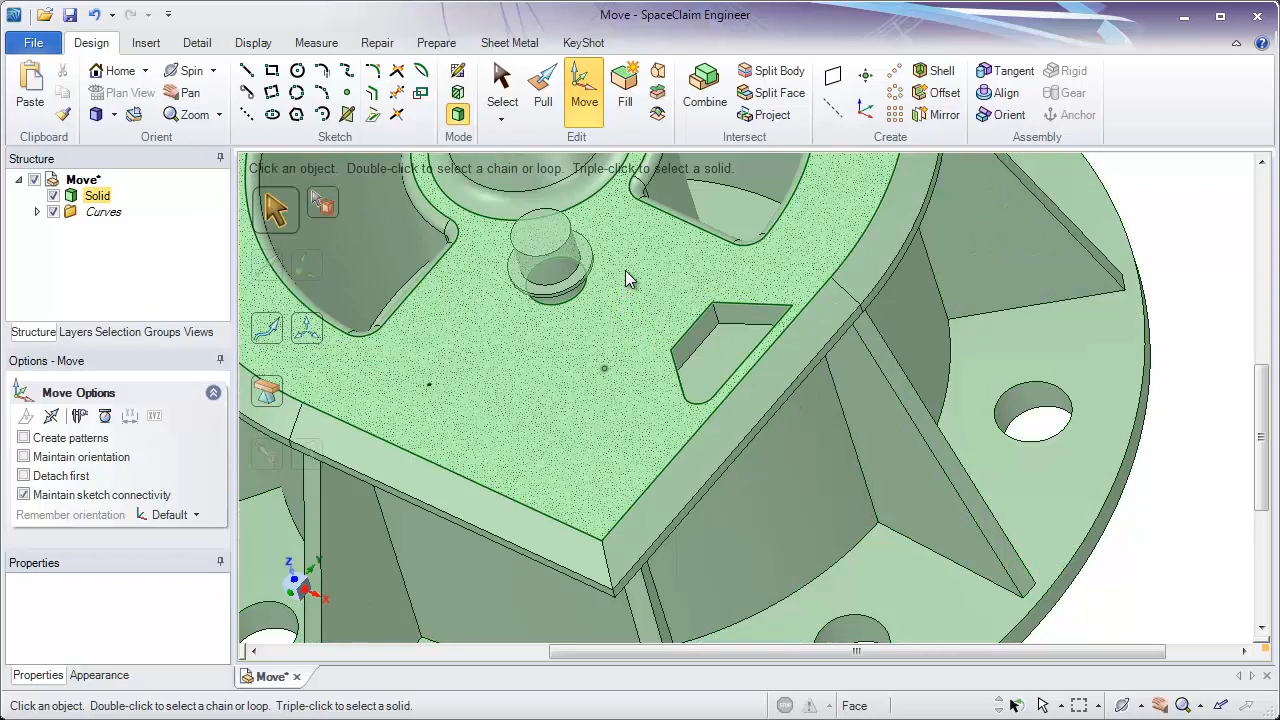 Move - SpaceClaim Engineer
File Design Insert Detail Display Measure Repair Prepare Sheet Metal KeyShot
Paste
Home
Plan View
Spin
Pan
Zoom
Select
Pull
Move
Fill
Combine
Split Body
Split Face
Project
Shell
Offset
Mirror
Tangent
Align
Orient
Rigid
Gear
Anchor
Clipboard Orient Sketch Mode Edit Intersect Create Assembly
Structure
Move*
Solid
Curves
Structure Layers Selection Groups Views
Options - Move
Move Options
XYZ
Create patterns
Maintain orientation
Detach first
Maintain sketch connectivity
Remember orientation Default
Properties
Properties Appearance
Click an object. Double-click to select a chain or loop. Triple-click to select a solid.
Z
Y
X
Move*
Click an object. Double-click to select a chain or loop. Triple-click to select a solid.
Face